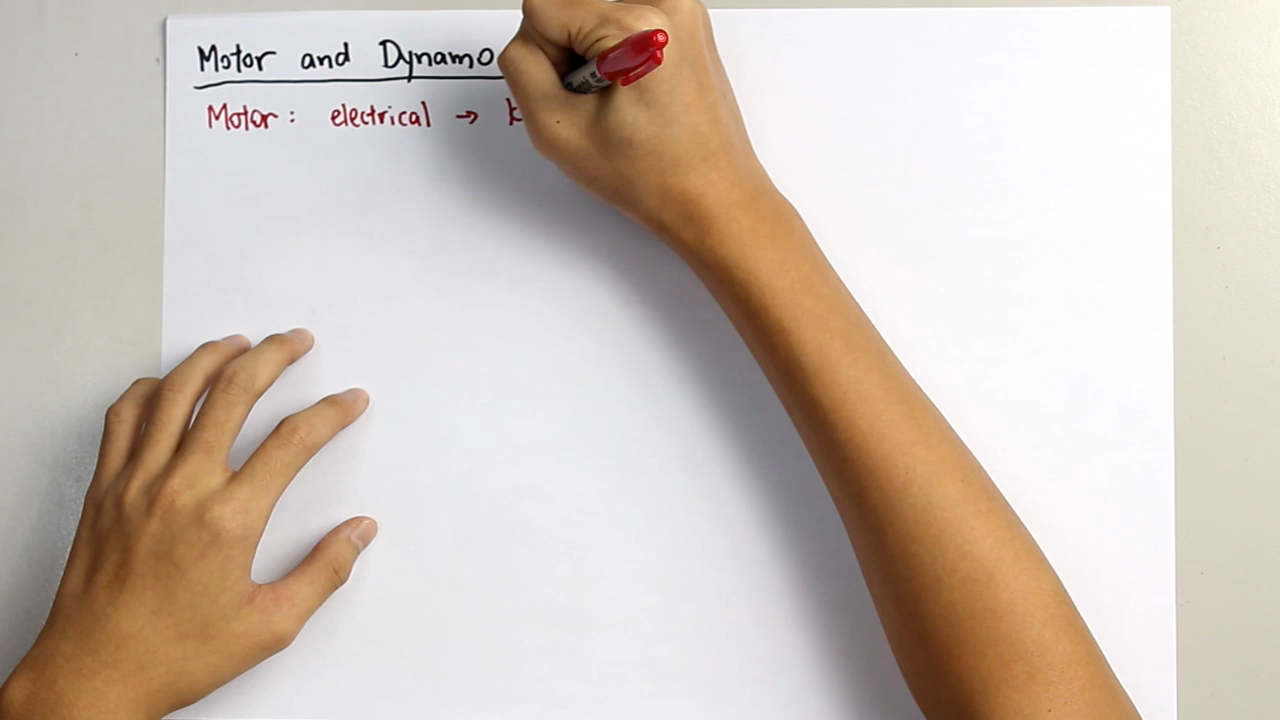 Motor and Dynamo
Motor: electrical → k